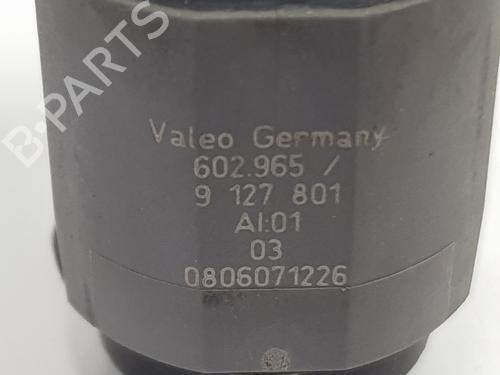 B-PARTS
Valeo Germany
602.965 /
9 127 801
AI:01
03
0806071226